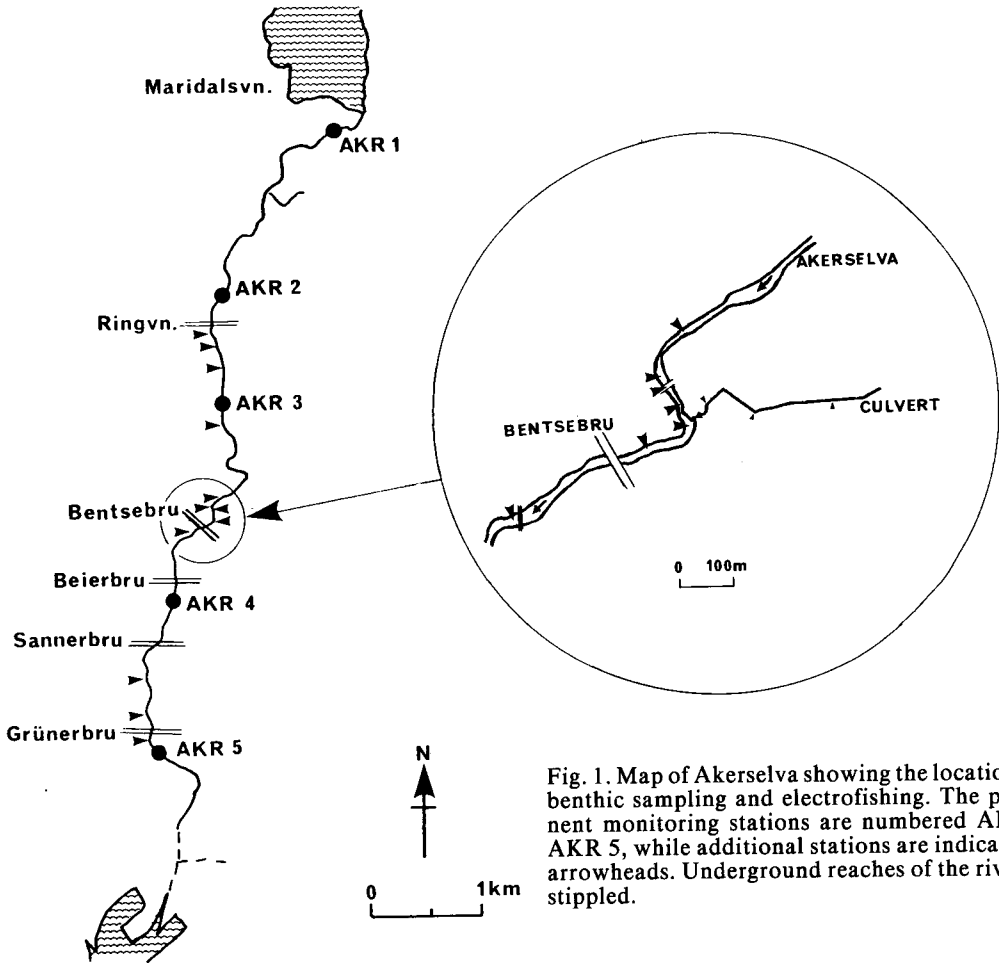 Maridalsvn.
AKR 1
AKR 2
Ringvn.
AKR 3
AKERSELVA
CULVERT
BENTSEBRU
Bentsebru
0 100m
Beierbru
AKR 4
Sannerbru
Grünerbru
AKR 5
N
0 1km
Fig. 1. Map of Akerselva showing the locatio
benthic sampling and electrofishing. The p
nent monitoring stations are numbered Al
AKR 5, while additional stations are indica
arrowheads. Underground reaches of the riv
stippled.